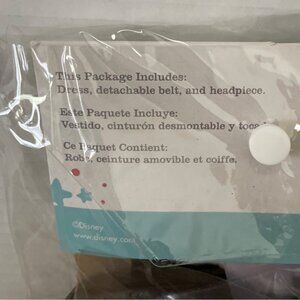 This Package Includes:
Dress, detachable belt, and headpiece.
Este Paquete Incluye:
Vestido, cinturón desmontable y
Ce Paquet Contient:
Robe, ceinture amovible et coiffe.
©Disney
www.disney.com